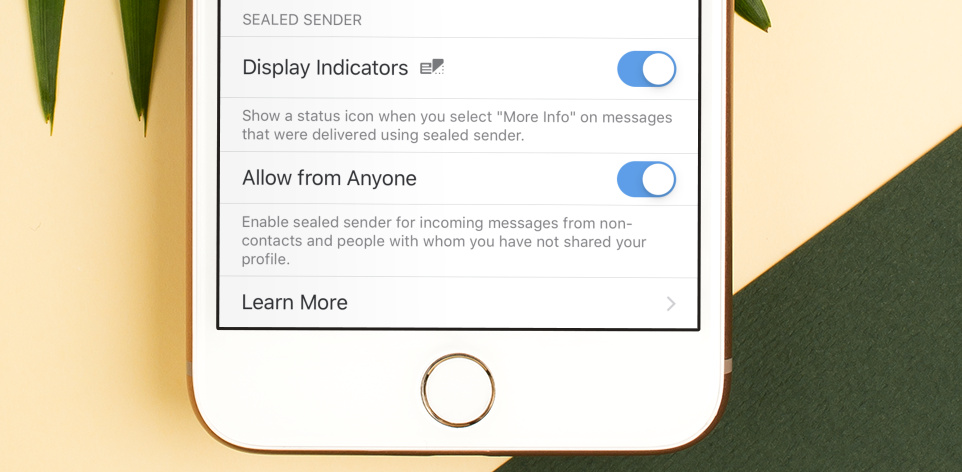 SEALED SENDER
Display Indicators
Show a status icon when you select "More Info" on messages
that were delivered using sealed sender.
Allow from Anyone
Enable sealed sender for incoming messages from non-
contacts and people with whom you have not shared your
profile.
Learn More